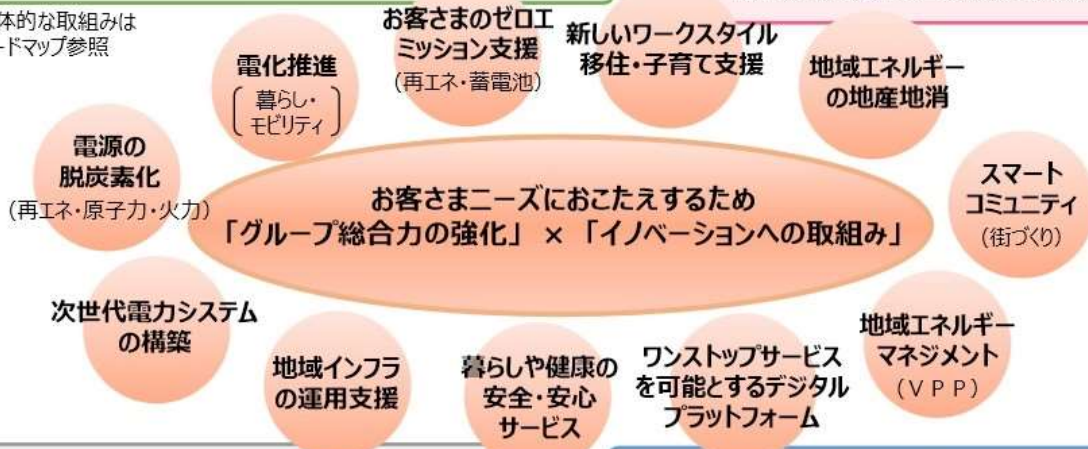 体的な取組みは
ードマップ参照
お客さまのゼロエ
ミッション支援
(再エネ・蓄電池)
新しいワークスタイル
移住・子育て支援
電化推進
暮らし・
モビリティ
地域エネルギー
の地産地消
電源の
脱炭素化
(再エネ・原子力・火力)
スマート
コミュニティ
(街づくり)
お客さまニーズにおこたえするため
「グループ総合力の強化」 × 「イノベーションへの取組み」
次世代電力システム
の構築
地域インフラ
の運用支援
暮らしや健康の
安全・安心
サービス
ワンストップサービス
を可能とするデジタル
プラットフォーム
地域エネルギー
マネジメント
(VPP)